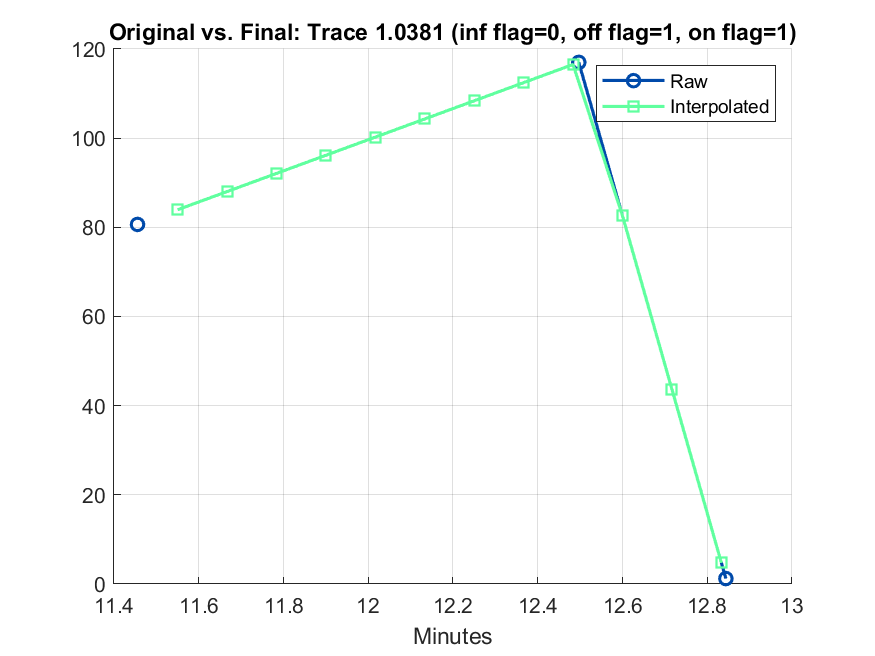 Original vs. Final: Trace 1.0381 (inf flag=0, off flag=1, on flag=1)
120
100
80
60
40
20
0
Raw
Interpolated
11.4 11.6 11.8 12 12.2 12.4 12.6 12.8 13
Minutes